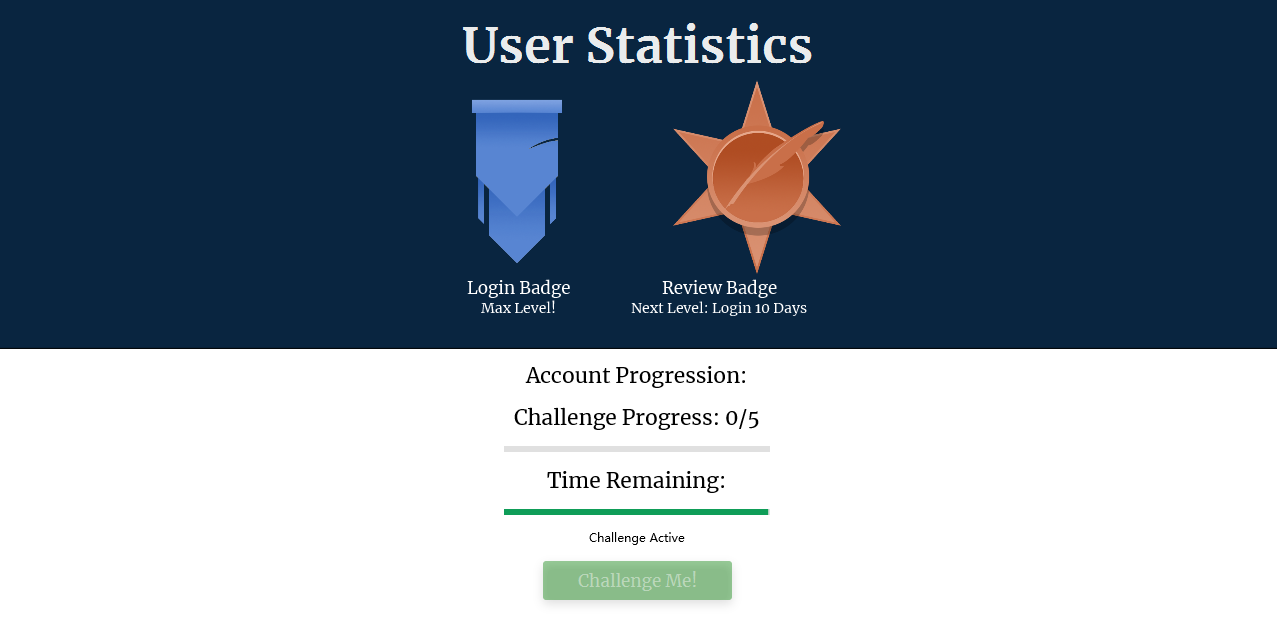 User Statistics
Login Badge
Max Level!
Review Badge
Next Level: Login 10 Days
Account Progression:
Challenge Progress: 0/5
Time Remaining:
Challenge Active
Challenge Me!